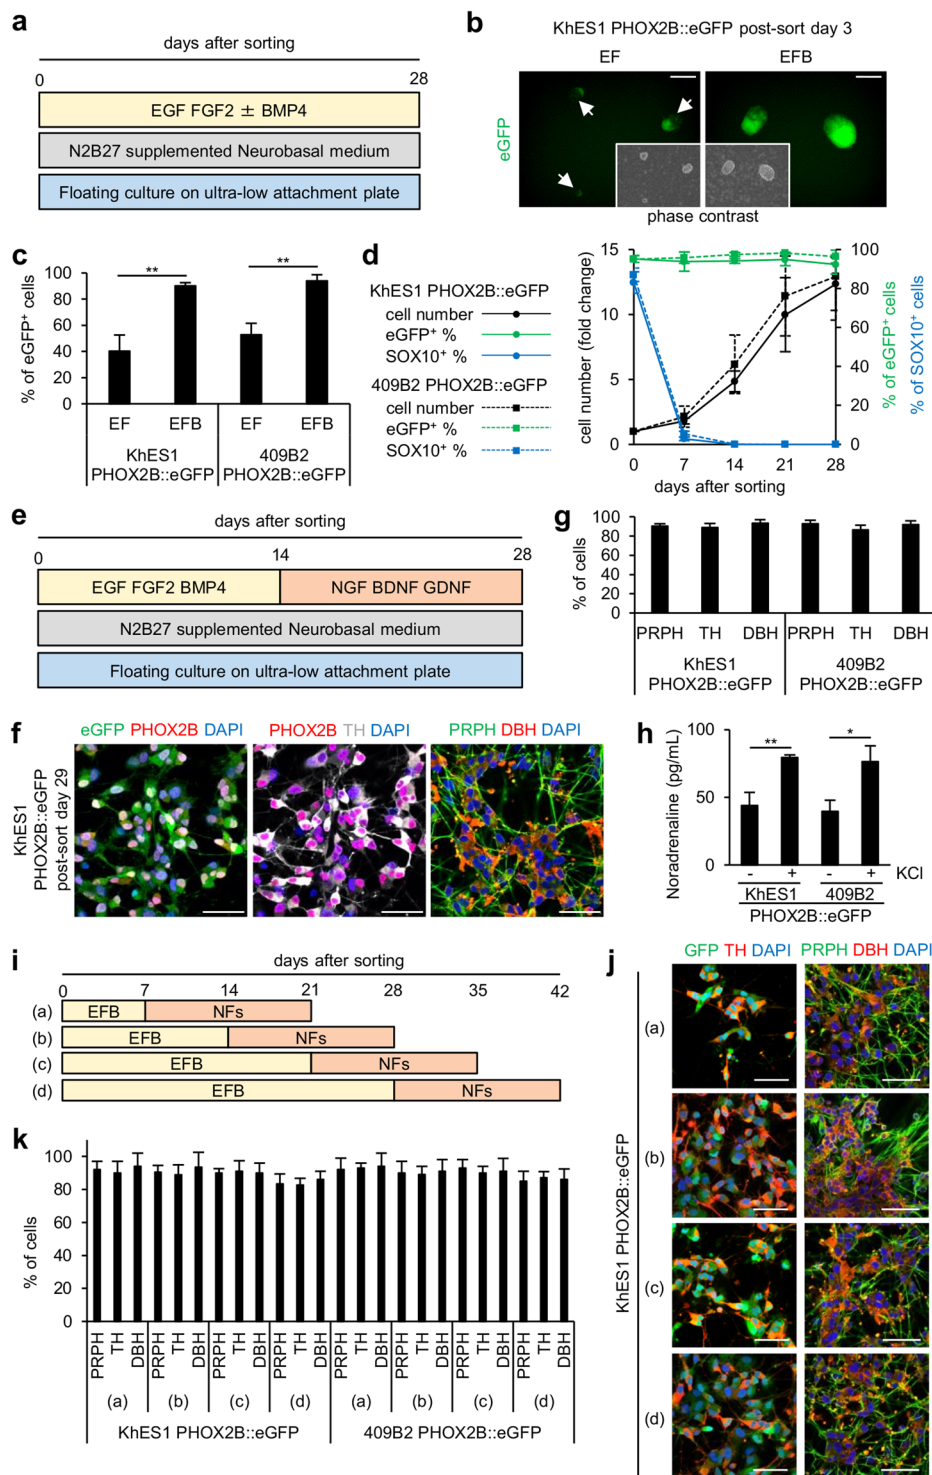 a
days after sorting
0 28
EGF FGF2 ± BMP4
N2B27 supplemented Neurobasal medium
Floating culture on ultra-low attachment plate
b
KhES1 PHOX2B::eGFP post-sort day 3
EF EFB
eGFP
phase contrast
c
% of eGFP⁺ cells
100
80
60
40
20
0
** **
EF EFB EF EFB
KhES1 409B2
PHOX2B::eGFP PHOX2B::eGFP
d
KhES1 PHOX2B::eGFP
cell number
eGFP⁺ %
SOX10⁺ %
409B2 PHOX2B::eGFP
cell number
eGFP⁺ %
SOX10⁺ %
cell number (fold change)
15
10
5
0
100
80
60
40
20
0
% of eGFP⁺ cells
% of SOX10⁺ cells
0 7 14 21 28
days after sorting
e
days after sorting
0 14 28
EGF FGF2 BMP4 NGF BDNF GDNF
N2B27 supplemented Neurobasal medium
Floating culture on ultra-low attachment plate
g
% of cells
100
80
60
40
20
0
PRPH TH DBH PRPH TH DBH
KhES1 409B2
PHOX2B::eGFP PHOX2B::eGFP
f
eGFP PHOX2B DAPI PHOX2B TH DAPI PRPH DBH DAPI
KhES1
PHOX2B::eGFP
post-sort day 29
h
Noradrenaline (pg/mL)
100
50
0
** *
- + - + KCl
KhES1 409B2
PHOX2B::eGFP
i
days after sorting
0 7 14 21 28 35 42
(a) EFB NFs
(b) EFB NFs
(c) EFB NFs
(d) EFB NFs
j
GFP TH DAPI PRPH DBH DAPI
KhES1 PHOX2B::eGFP
(a)
(b)
(c)
(d)
k
% of cells
100
80
60
40
20
0
PRPH TH DBH PRPH TH DBH PRPH TH DBH PRPH TH DBH PRPH TH DBH PRPH TH DBH PRPH TH DBH PRPH TH DBH
(a) (b) (c) (d) (a) (b) (c) (d)
KhES1 PHOX2B::eGFP 409B2 PHOX2B::eGFP